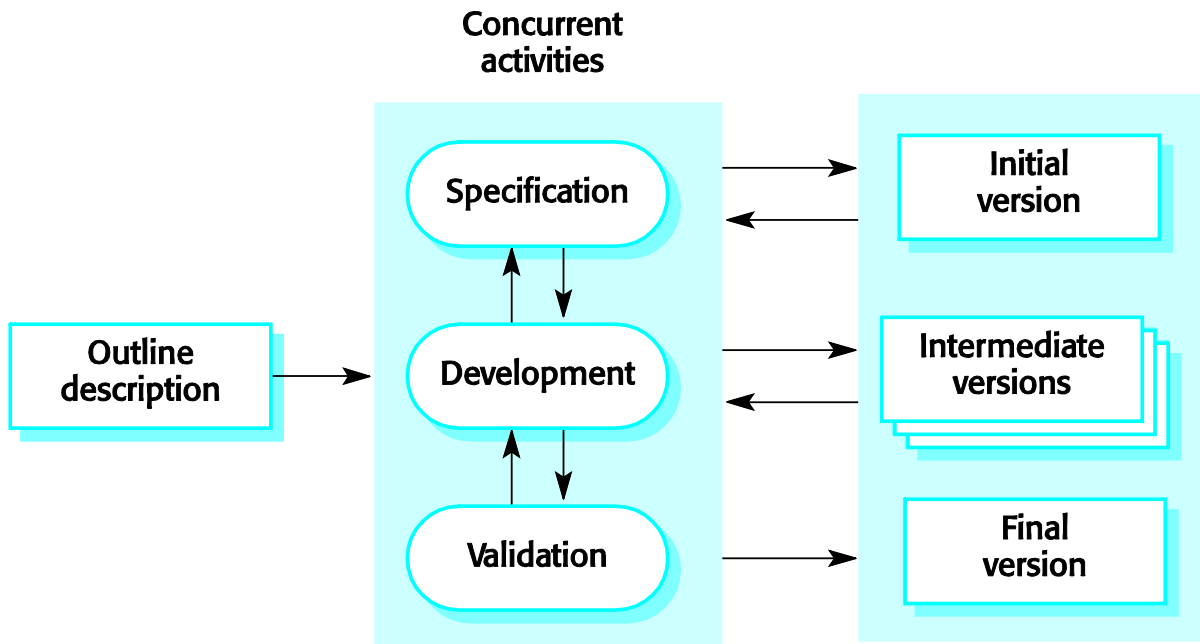 Concurrent
activities
Specification
Initial
version
Outline
description
Development
Intermediate
versions
Validation
Final
version